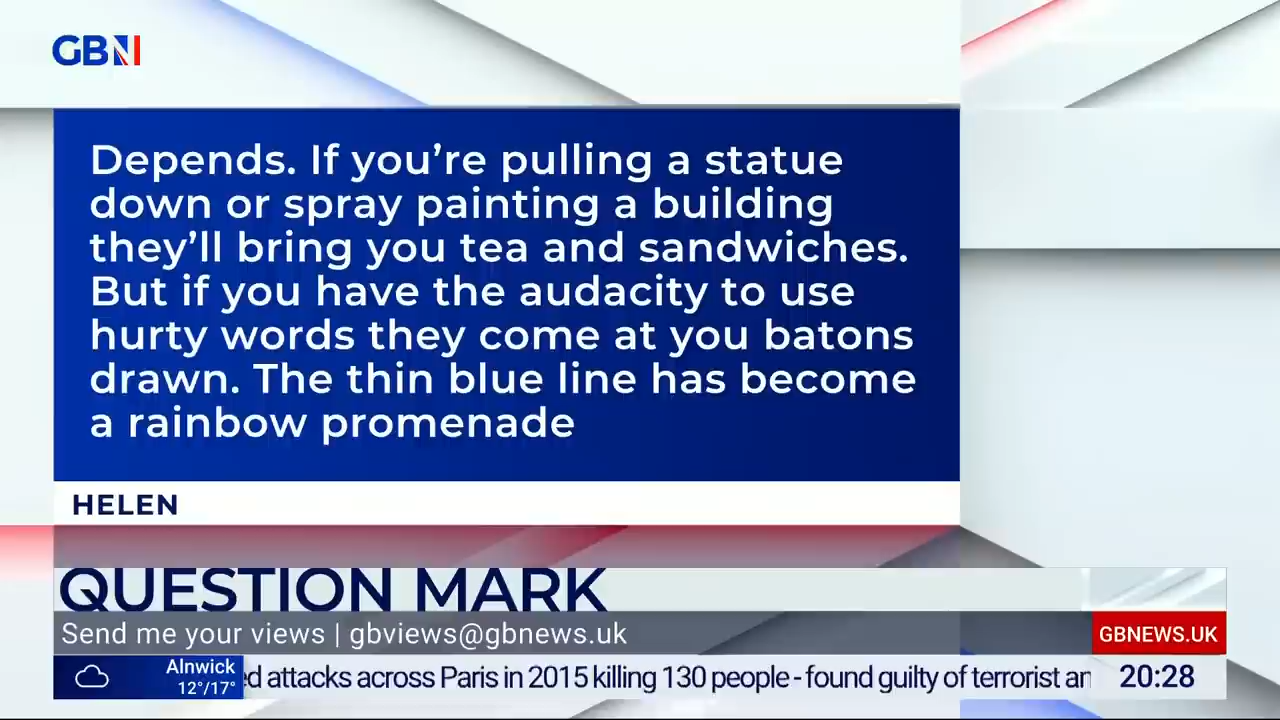 GBN
Depends. If you're pulling a statue
down or spray painting a building
they'll bring you tea and sandwiches.
But if you have the audacity to use
hurty words they come at you batons
drawn. The thin blue line has become
a rainbow promenade
HELEN
QUESTION MARK
Send me your views | gbviews@gbnews.uk
GBNEWS.UK
Alnwick
12°/17°
ed attacks across Paris in 2015 killing 130 people - found guilty of terrorist an
20:28